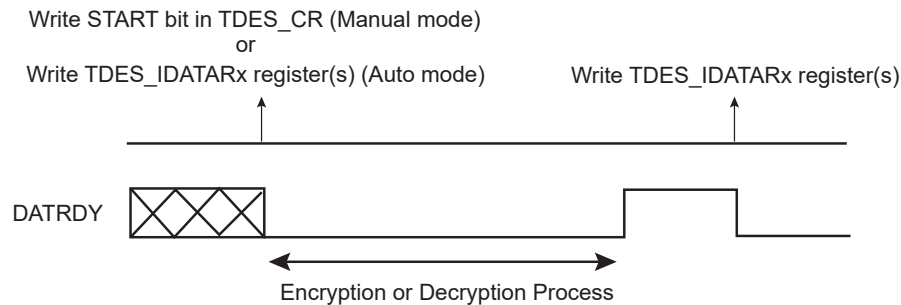 Write START bit in TDES_CR (Manual mode)
or
Write TDES_IDATARx register(s) (Auto mode)
Write TDES_IDATARx register(s)
DATRDY
Encryption or Decryption Process